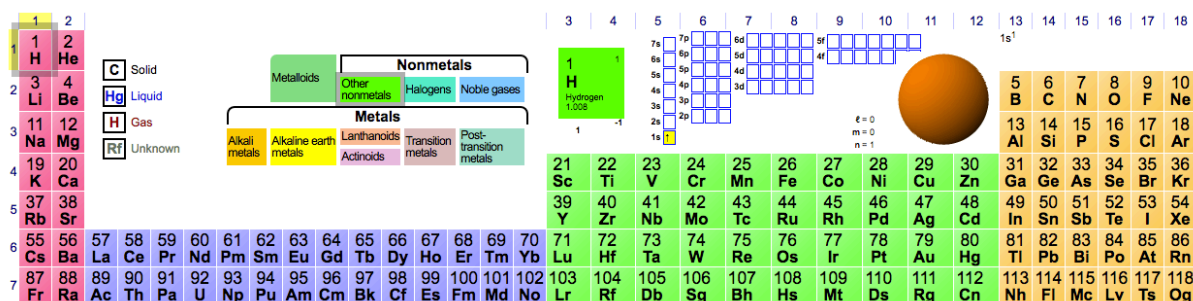 1 2 3 4 5 6 7 8 9 10 11 12 13 14 15 16 17 18
1
1 2
H He
C Solid
Hg Liquid
H Gas
Rf Unknown
Metalloids
Nonmetals
Other nonmetals
Halogens
Noble gases
Metals
Alkali metals
Alkaline earth metals
Lanthanoids
Actinoids
Transition metals
Post-transition metals
1 1
H
Hydrogen
1.008
1 -1
7s
6s
5s
4s
3s
2s
1s ↑
7p
6p
5p
4p
3p
2p
6d
5d
4d
3d
5f
4f
ℓ = 0
m = 0
n = 1
1s¹
2
3 4 5 6 7 8 9 10
Li Be B C N O F Ne
3
11 12 13 14 15 16 17 18
Na Mg Al Si P S Cl Ar
4
19 20 21 22 23 24 25 26 27 28 29 30 31 32 33 34 35 36
K Ca Sc Ti V Cr Mn Fe Co Ni Cu Zn Ga Ge As Se Br Kr
5
37 38 39 40 41 42 43 44 45 46 47 48 49 50 51 52 53 54
Rb Sr Y Zr Nb Mo Tc Ru Rh Pd Ag Cd In Sn Sb Te I Xe
6
55 56 57 58 59 60 61 62 63 64 65 66 67 68 69 70 71 72 73 74 75 76 77 78 79 80 81 82 83 84 85 86
Cs Ba La Ce Pr Nd Pm Sm Eu Gd Tb Dy Ho Er Tm Yb Lu Hf Ta W Re Os Ir Pt Au Hg Tl Pb Bi Po At Rn
7
87 88 89 90 91 92 93 94 95 96 97 98 99 100 101 102 103 104 105 106 107 108 109 110 111 112 113 114 115 116 117 118
Fr Ra Ac Th Pa U Np Pu Am Cm Bk Cf Es Fm Md No Lr Rf Db Sg Bh Hs Mt Ds Rg Cn Nh Fl Mc Lv Ts Og